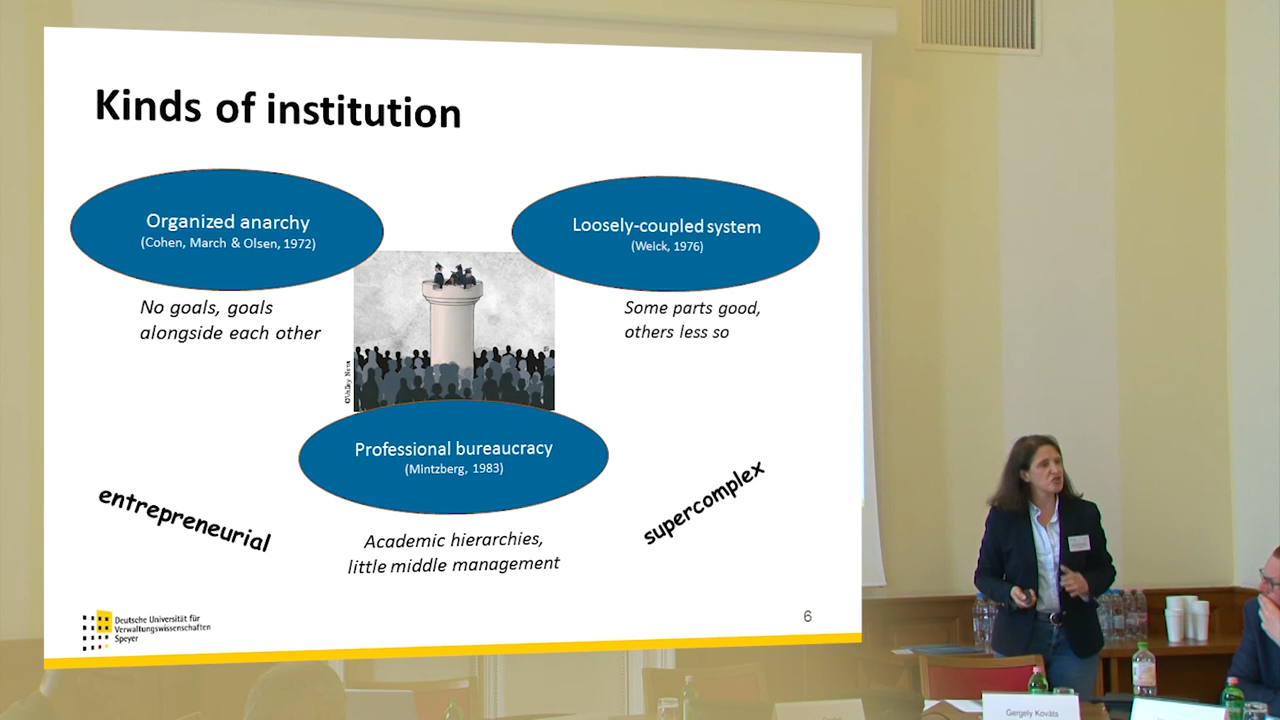 Kinds of institution
Organized anarchy
(Cohen, March & Olsen, 1972)
Loosely-coupled system
(Weick, 1976)
No goals, goals
alongside each other
Some parts good,
others less so
©Valley News
Professional bureaucracy
(Mintzberg, 1983)
entrepreneurial
supercomplex
Academic hierarchies,
little middle management
Deutsche Universität für
Verwaltungswissenschaften
Speyer
6
Gergely Kováts